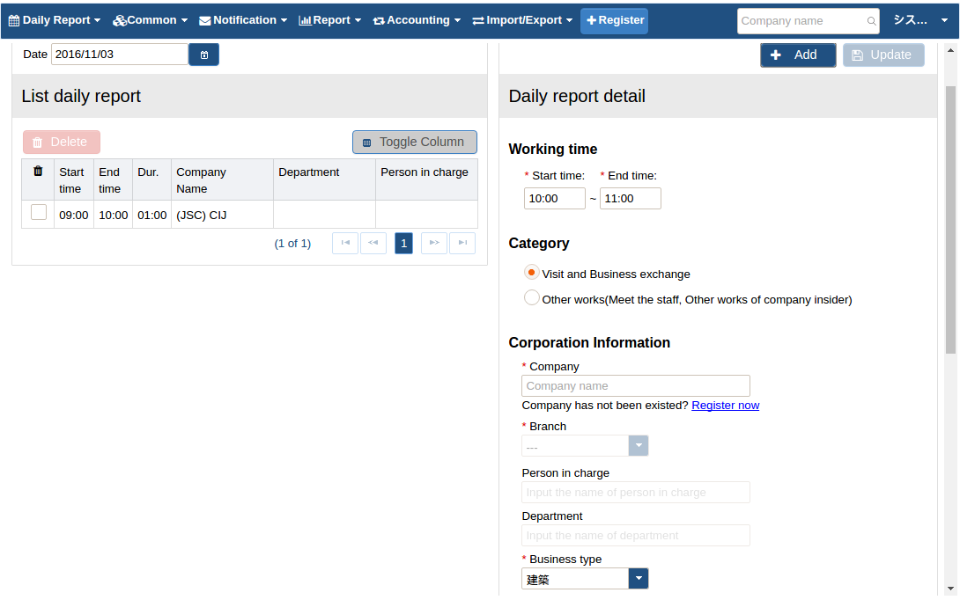 Daily Report Common Notification Report Accounting Import/Export Register Company name シス...
Date 2016/11/03
List daily report
Delete Toggle Column
Start time End time Dur. Company Name Department Person in charge
09:00 10:00 01:00 (JSC) CIJ
(1 of 1) 1
Add Update
Daily report detail
Working time
* Start time: * End time:
10:00 ~ 11:00
Category
Visit and Business exchange
Other works(Meet the staff, Other works of company insider)
Corporation Information
* Company
Company name
Company has not been existed? Register now
* Branch
---
Person in charge
Input the name of person in charge
Department
Input the name of department
* Business type
建築